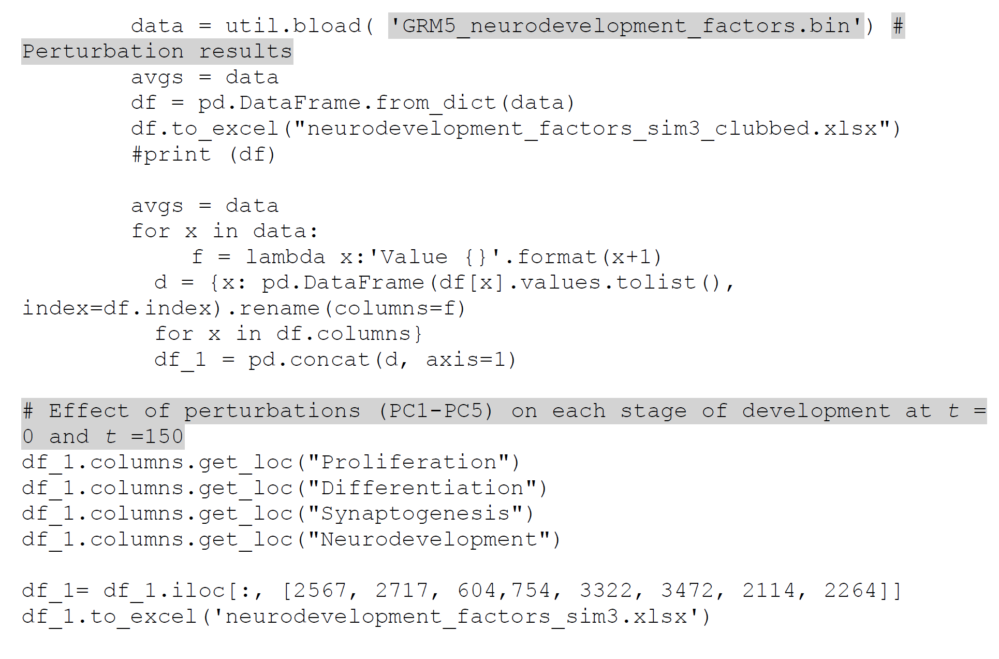 data = util.bload( 'GRM5_neurodevelopment_factors.bin') #
Perturbation results
avgs = data
df = pd.DataFrame.from_dict(data)
df.to_excel("neurodevelopment_factors_sim3_clubbed.xlsx")
#print (df)
avgs = data
for x in data:
f = lambda x:'Value {}'.format(x+1)
d = {x: pd.DataFrame(df[x].values.tolist(),
index=df.index).rename(columns=f)
for x in df.columns}
df_1 = pd.concat(d, axis=1)
# Effect of perturbations (PC1-PC5) on each stage of development at t =
0 and t =150
df_1.columns.get_loc("Proliferation")
df_1.columns.get_loc("Differentiation")
df_1.columns.get_loc("Synaptogenesis")
df_1.columns.get_loc("Neurodevelopment")
df_1= df_1.iloc[:, [2567, 2717, 604,754, 3322, 3472, 2114, 2264]]
df_1.to_excel('neurodevelopment_factors_sim3.xlsx')